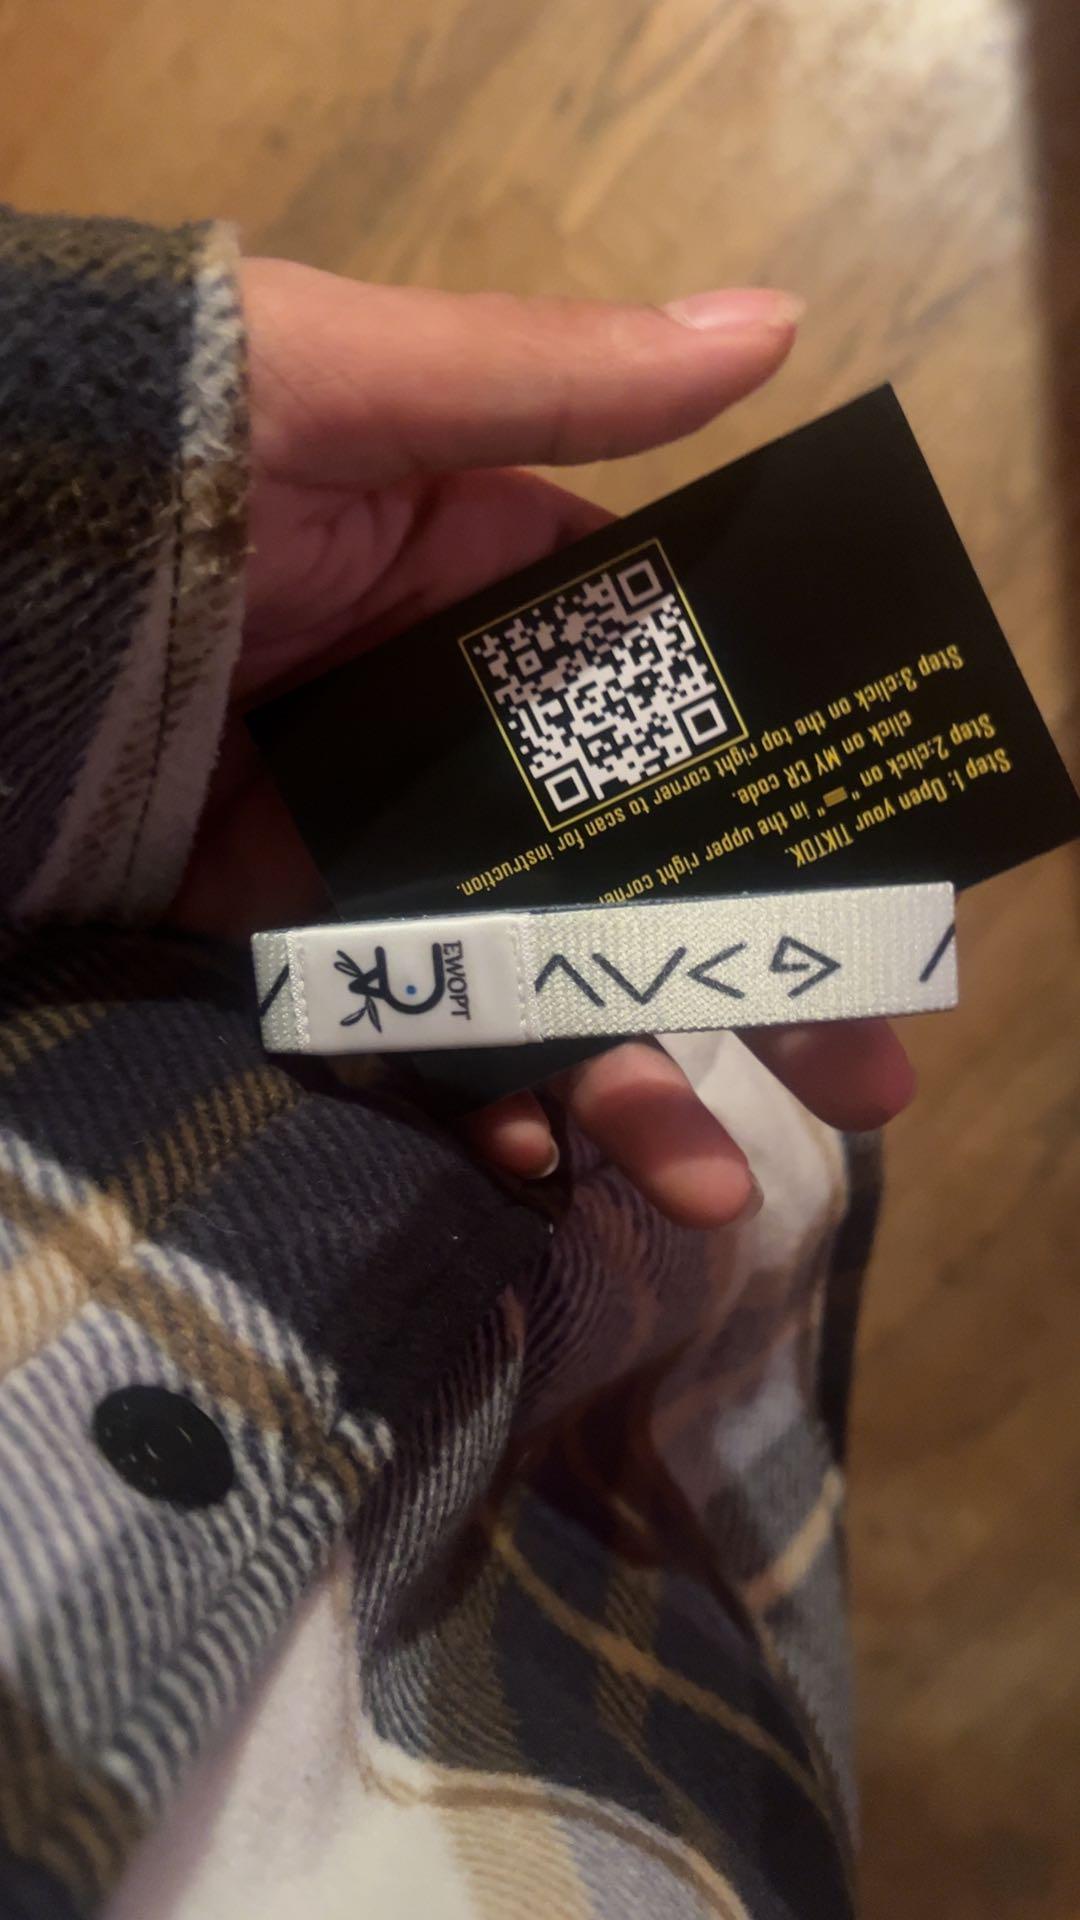 Step 1: Open your TIKTOK.
Step 2:click on "=" in the upper right corner
click on MY CR code.
Step 3:click on the top right corner to scan for instruction.
EWOPT